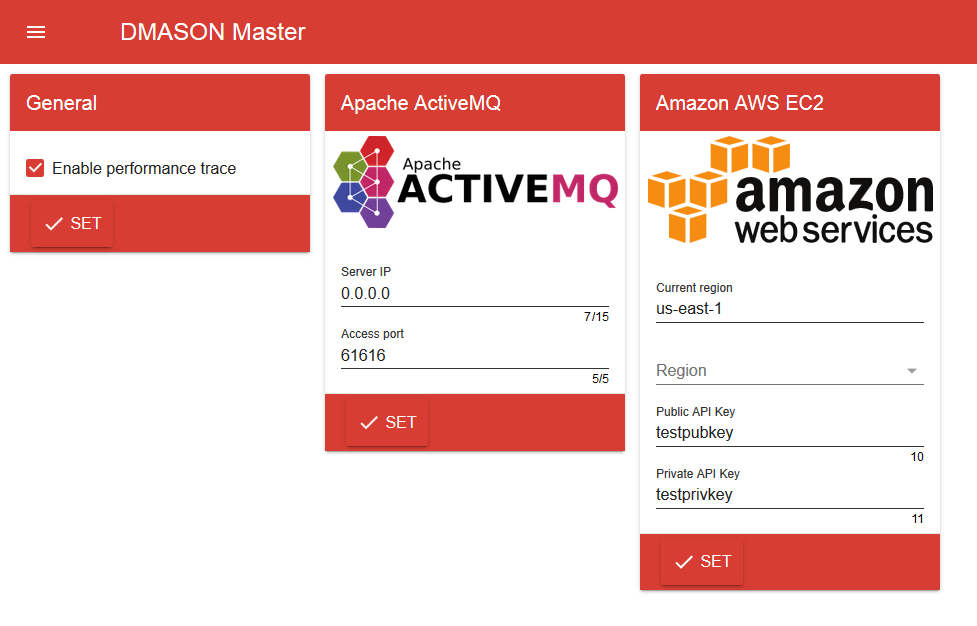 DMASON Master
General
Enable performance trace
SET
Apache ActiveMQ
Apache
ACTIVEMQ
Server IP
0.0.0.0
7/15
Access port
61616
5/5
SET
Amazon AWS EC2
amazon
web services
Current region
us-east-1
Region
Public API Key
testpubkey
10
Private API Key
testprivkey
11
SET